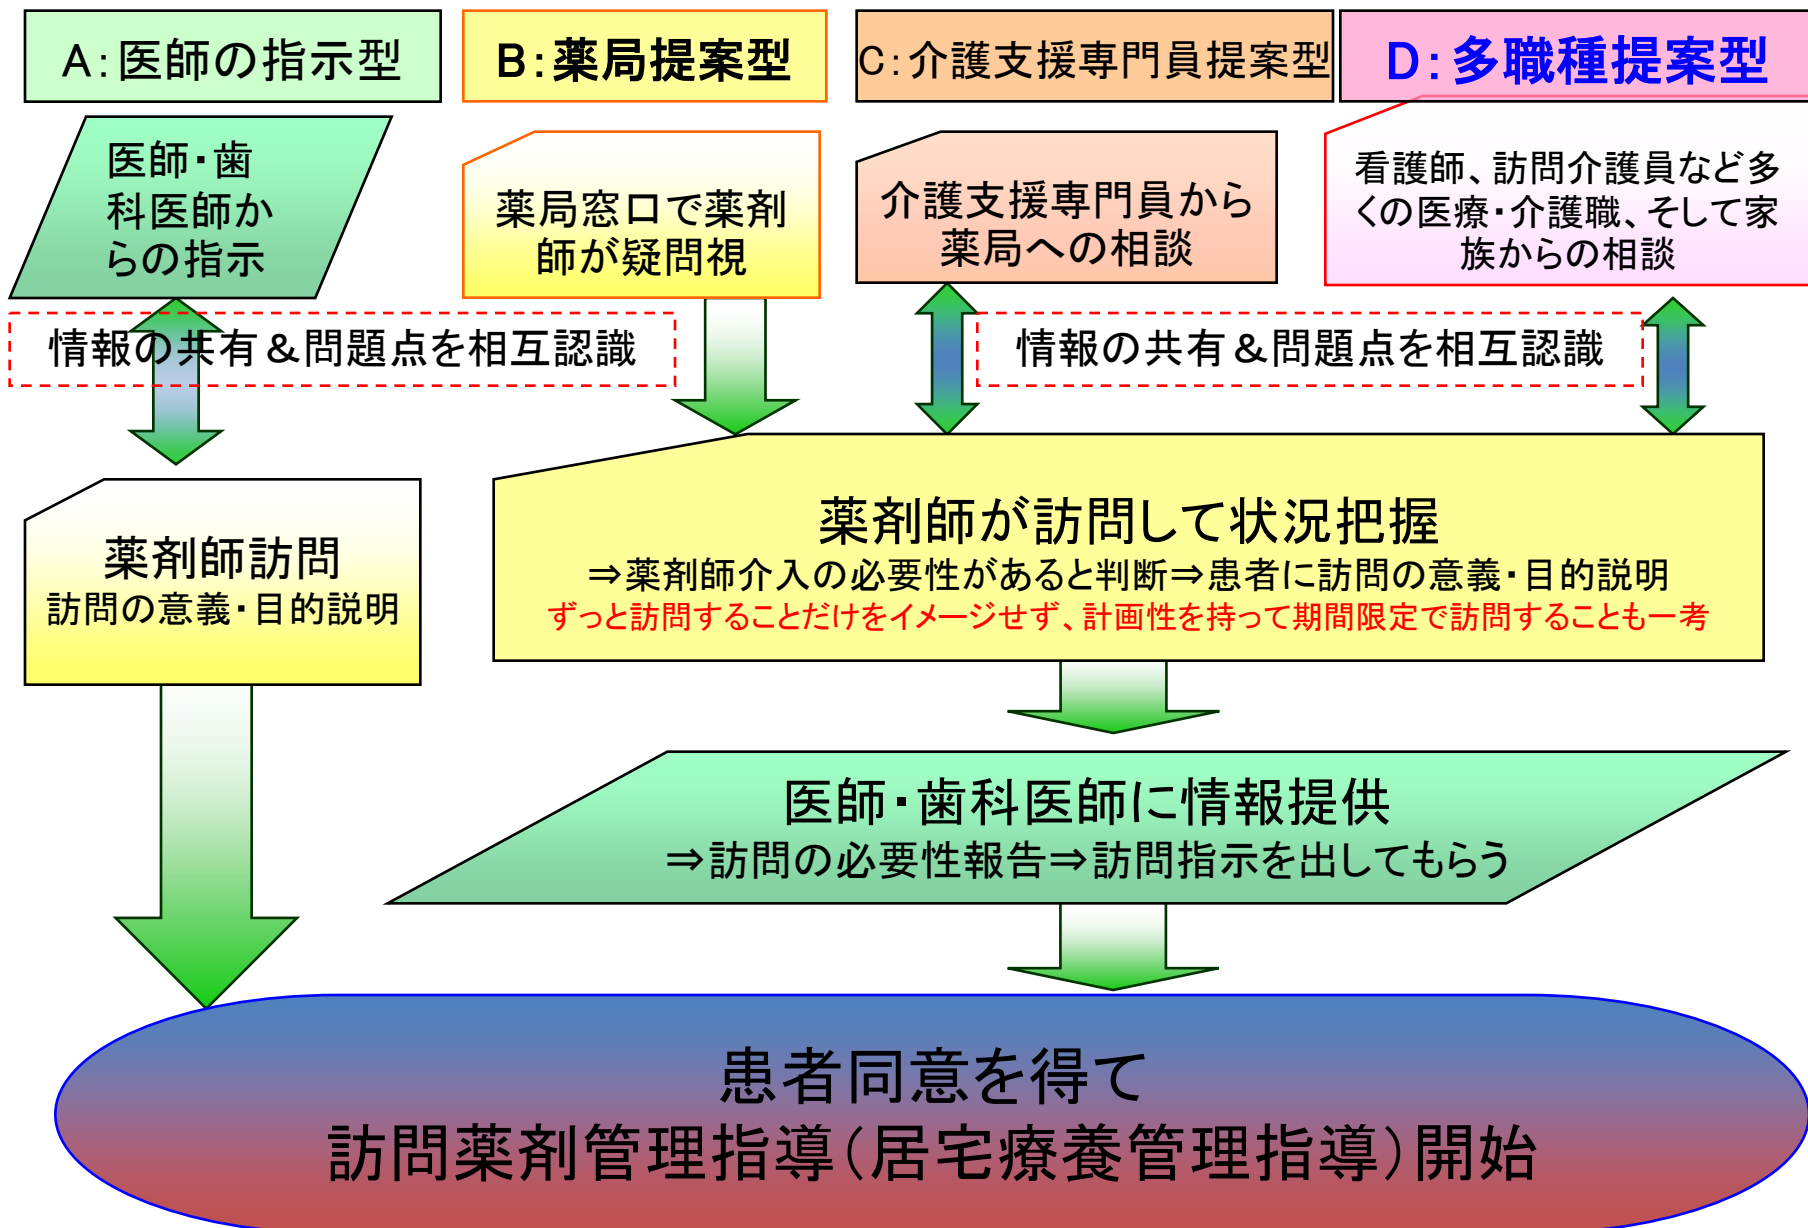 A:医師の指示型
B:薬局提案型
C:介護支援専門員提案型
D:多職種提案型
医師・歯
科医師か
らの指示
薬局窓口で薬剤
師が疑問視
介護支援専門員から
薬局への相談
看護師、訪問介護員など多
くの医療・介護職、そして家
族からの相談
情報の共有&問題点を相互認識
情報の共有&問題点を相互認識
薬剤師訪問
訪問の意義・目的説明
薬剤師が訪問して状況把握
⇒薬剤師介入の必要性があると判断⇒患者に訪問の意義・目的説明
ずっと訪問することだけをイメージせず、計画性を持って期間限定で訪問することも一考
医師・歯科医師に情報提供
⇒訪問の必要性報告⇒訪問指示を出してもらう
患者同意を得て
訪問薬剤管理指導(居宅療養管理指導)開始